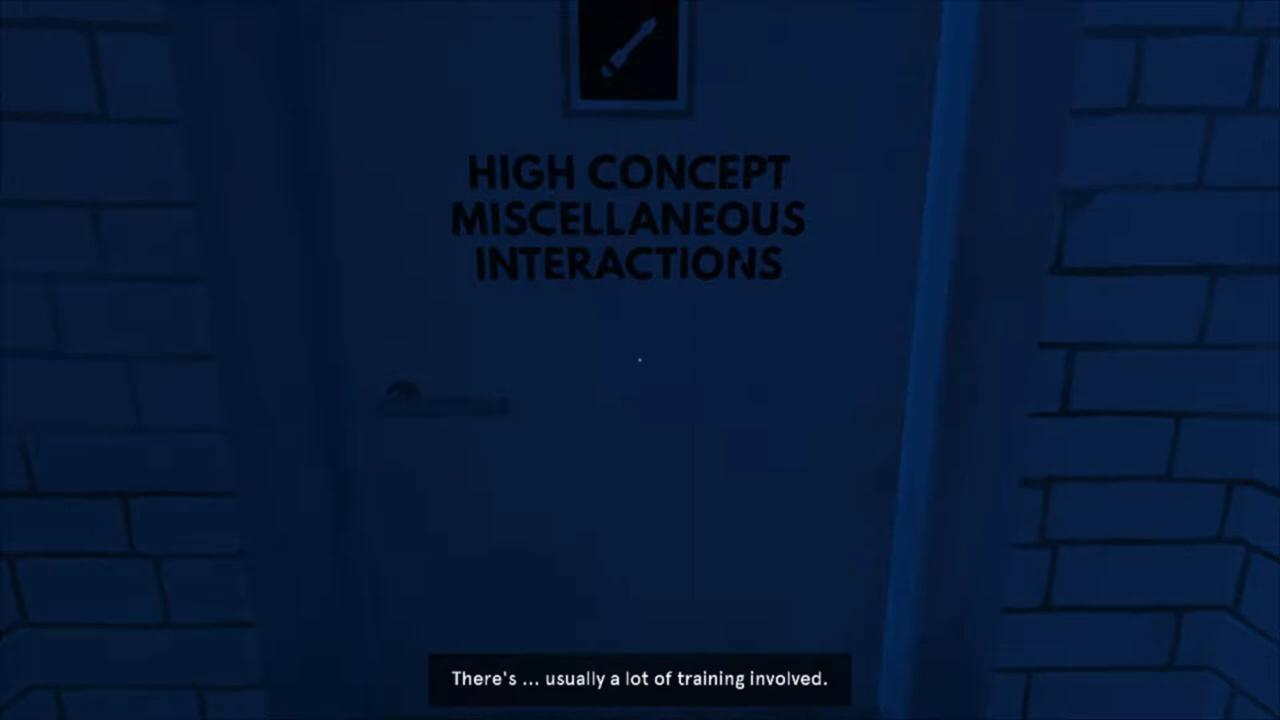 HIGH CONCEPT
MISCELLANEOUS
INTERACTIONS
There's ... usually a lot of training involved.